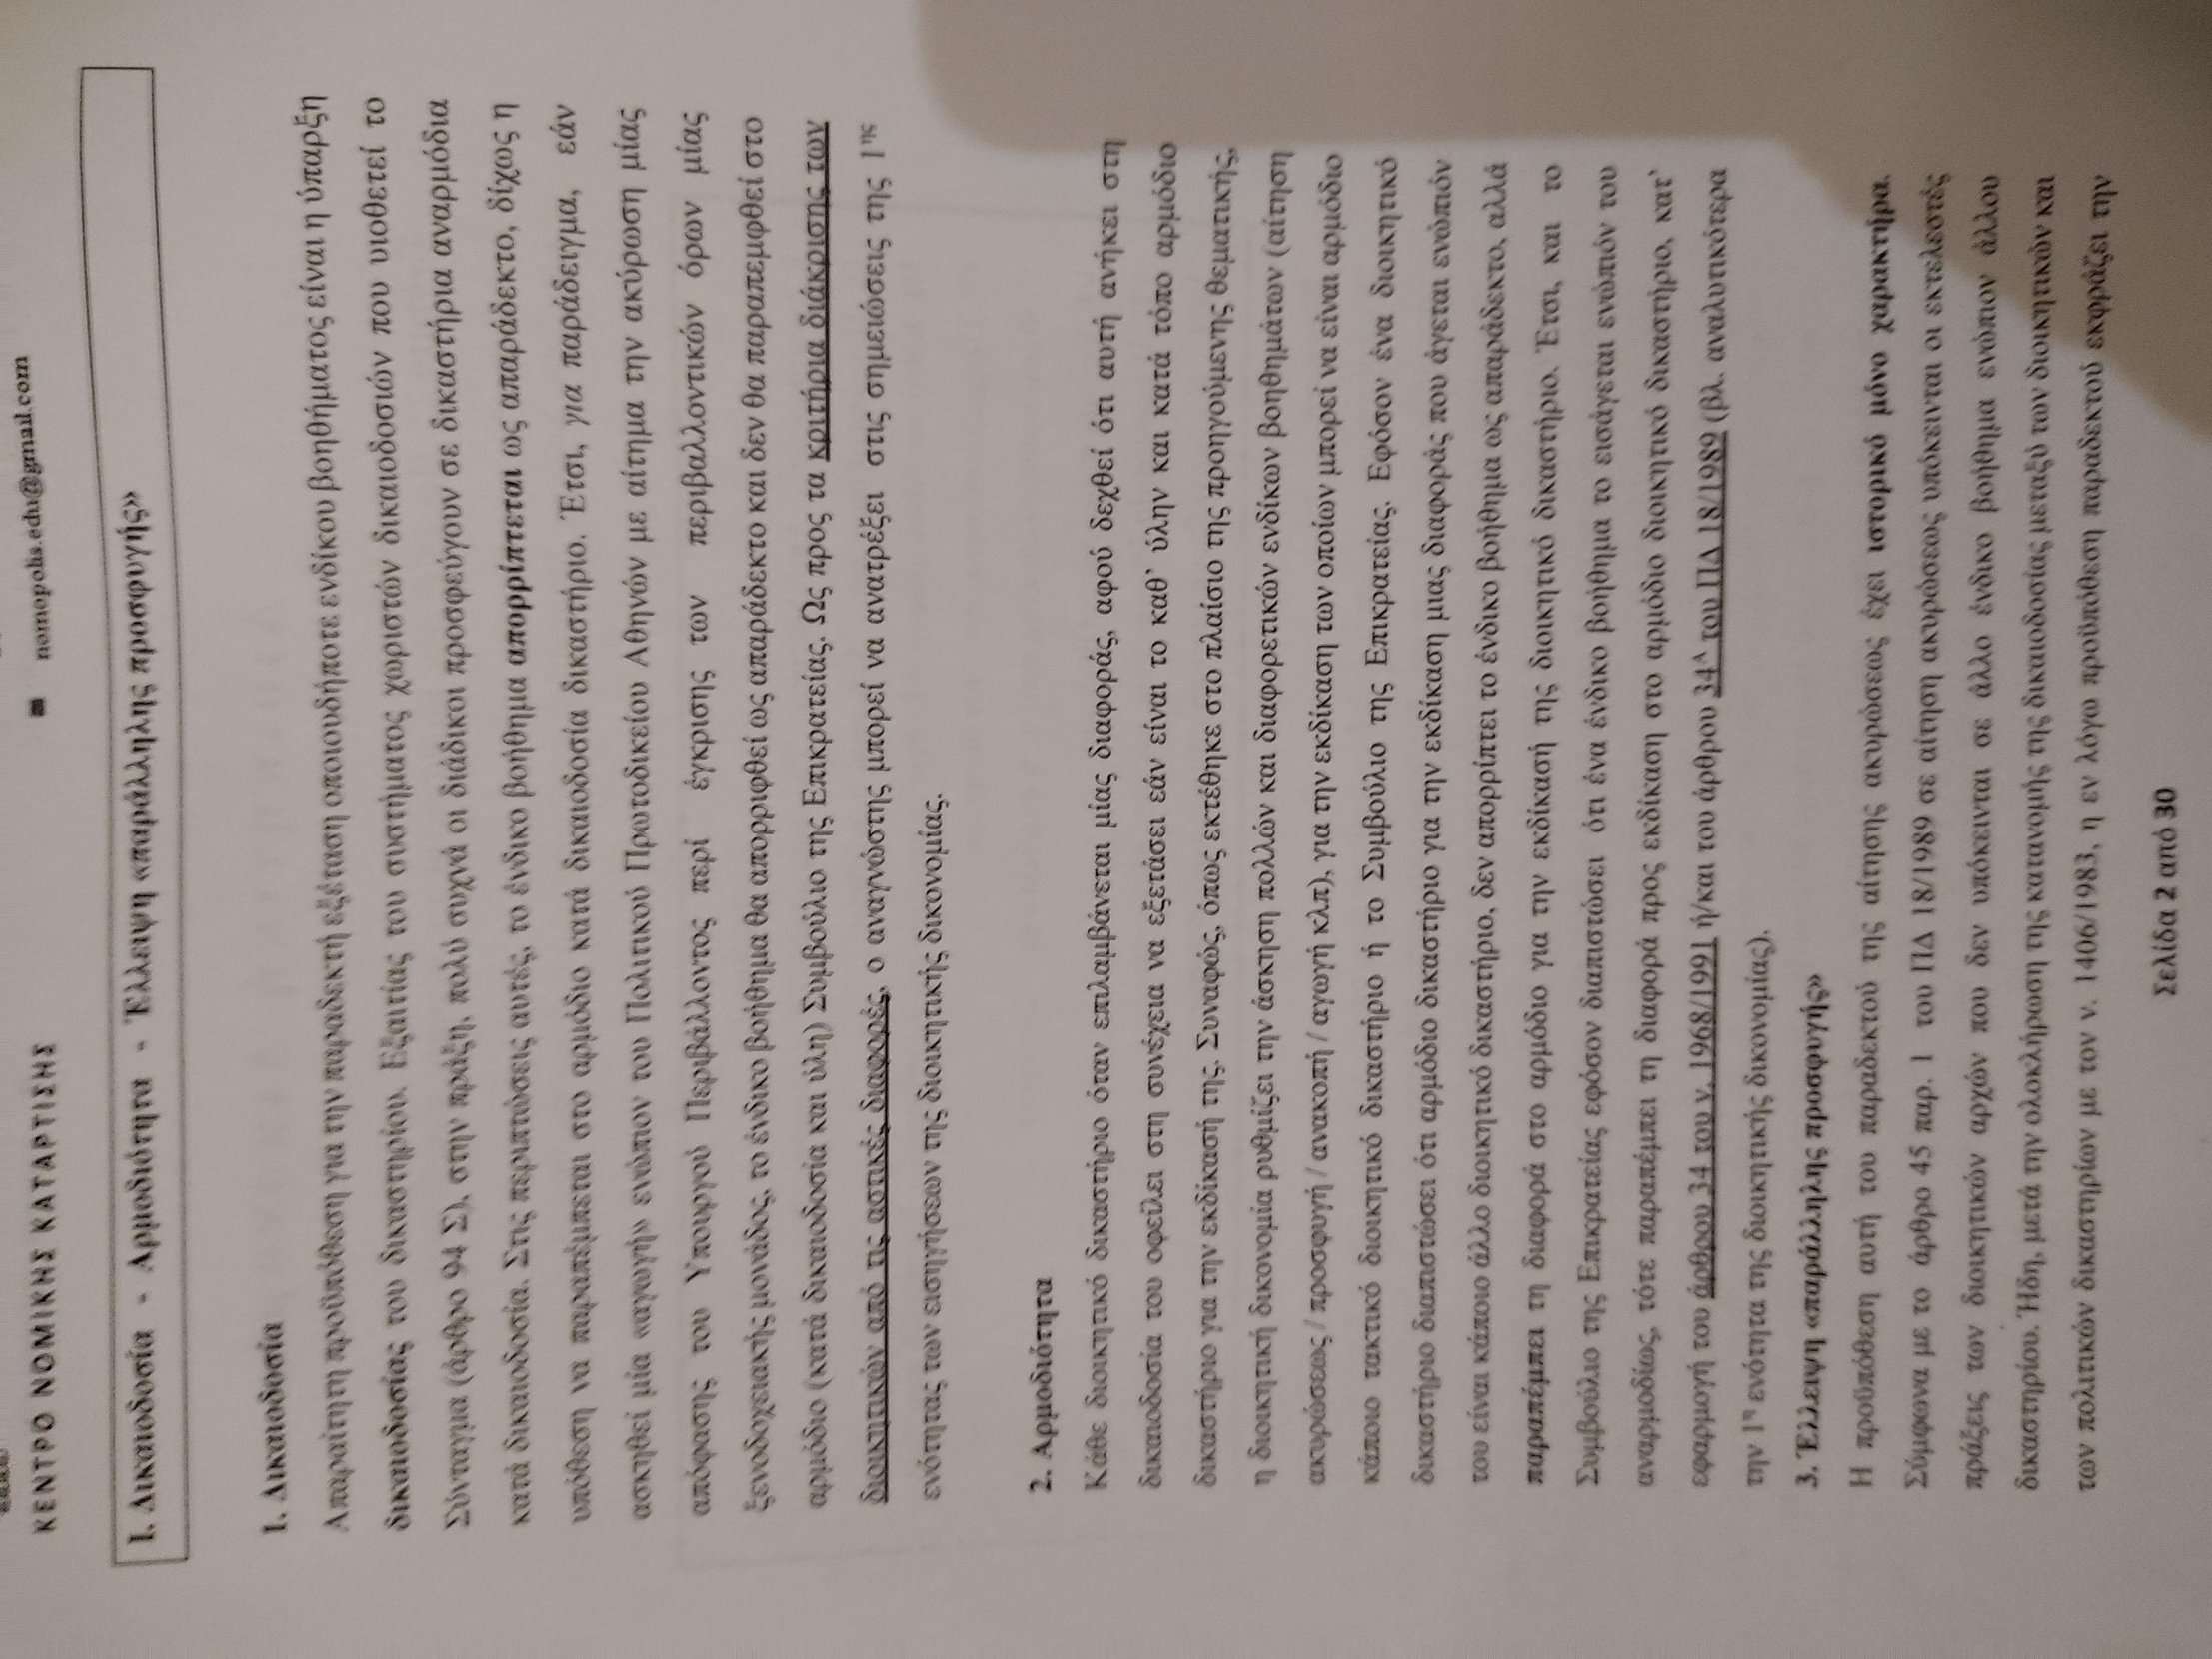 ΚΕΝΤΡΟ ΝΟΜΙΚΗΣ ΚΑΤΑΡΤΙΣΗΣ nomopolis.edu@gmail.com
1. Δικαιοδοσία - Αρμοδιότητα - Έλλειψη «παράλληλης προσφυγής»
1. Δικαιοδοσία
Απαραίτητη προϋπόθεση για την παραδεκτή εξέταση οποιουδήποτε ενδίκου βοηθήματος είναι η ύπαρξη
δικαιοδοσίας του δικαστηρίου. Εξαιτίας του συστήματος χωριστών δικαιοδοσιών που υιοθετεί το
Σύνταγμα (άρθρο 94 Σ), στην πράξη, πολύ συχνά οι διάδικοι προσφεύγουν σε δικαστήρια αναρμόδια
κατά δικαιοδοσία. Στις περιπτώσεις αυτές, το ένδικο βοήθημα απορρίπτεται ως απαράδεκτο, δίχως η
υπόθεση να παραπέμπεται στο αρμόδιο κατά δικαιοδοσία δικαστήριο. Έτσι, για παράδειγμα, εάν
ασκηθεί μία «αγωγή» ενώπιον του Πολιτικού Πρωτοδικείου Αθηνών με αίτημα την ακύρωση μίας
απόφασης του Υπουργού Περιβάλλοντος περί έγκρισης των περιβαλλοντικών όρων μίας
ξενοδοχειακής μονάδος, το ένδικο βοήθημα θα απορριφθεί ως απαράδεκτο και δεν θα παραπεμφθεί στο
αρμόδιο (κατά δικαιοδοσία και ύλη) Συμβούλιο της Επικρατείας. Ως προς τα κριτήρια διάκρισης των
διοικητικών από τις αστικές διαφορές, ο αναγνώστης μπορεί να ανατρέξει στις σημειώσεις της 1ης
ενότητας των εισηγήσεων της διοικητικής δικονομίας.
2. Αρμοδιότητα
Κάθε διοικητικό δικαστήριο όταν επιλαμβάνεται μίας διαφοράς, αφού δεχθεί ότι αυτή ανήκει στη
δικαιοδοσία του οφείλει στη συνέχεια να εξετάσει εάν είναι το καθ' ύλην και κατά τόπο αρμόδιο
δικαστήριο για την εκδίκασή της. Συναφώς, όπως εκτέθηκε στο πλαίσιο της προηγούμενης θεματικής,
η διοικητική δικονομία ρυθμίζει την άσκηση πολλών και διαφορετικών ενδίκων βοηθημάτων (αίτηση
ακυρώσεως / προσφυγή / ανακοπή / αγωγή κλπ), για την εκδίκαση των οποίων μπορεί να είναι αρμόδιο
κάποιο τακτικό διοικητικό δικαστήριο ή το Συμβούλιο της Επικρατείας. Εφόσον ένα διοικητικό
δικαστήριο διαπιστώσει ότι αρμόδιο δικαστήριο για την εκδίκαση μιας διαφοράς που άγεται ενώπιόν
του είναι κάποιο άλλο διοικητικό δικαστήριο, δεν απορρίπτει το ένδικο βοήθημα ως απαράδεκτο, αλλά
παραπέμπει τη διαφορά στο αρμόδιο για την εκδίκασή της διοικητικό δικαστήριο. Έτσι, και το
Συμβούλιο της Επικρατείας εφόσον διαπιστώσει ότι ένα ένδικο βοήθημα το εισάγεται ενώπιόν του
αναρμοδίως, τότε παραπέμπει τη διαφορά προς εκδίκαση στο αρμόδιο διοικητικό δικαστήριο, κατ'
εφαρμογή του άρθρου 34 του ν. 1968/1991 ή/και του άρθρου 34Α του ΠΔ 18/1989 (βλ. αναλυτικότερα
την 1η ενότητα της διοικητικής δικονομίας).
3. Έλλειψη «παράλληλης προσφυγής»
Η προϋπόθεση αυτή του παραδεκτού της αίτησης ακυρώσεως έχει ιστορικό μόνο χαρακτήρα.
Σύμφωνα με το άρθρο 45 παρ. 1 του ΠΔ 18/1989 σε αίτηση ακυρώσεως υπόκεινται οι εκτελεστές
πράξεις των διοικητικών αρχών που δεν υπόκεινται σε άλλο ένδικο βοήθημα ενώπιον άλλου
δικαστηρίου. Ήδη, μετά την ολοκλήρωση της κατανομής της δικαιοδοσίας μεταξύ των διοικητικών και
των πολιτικών δικαστηρίων με τον ν. 1406/1983, η εν λόγω προϋπόθεση παραδεκτού εκφράζει την
Σελίδα 2 από 30